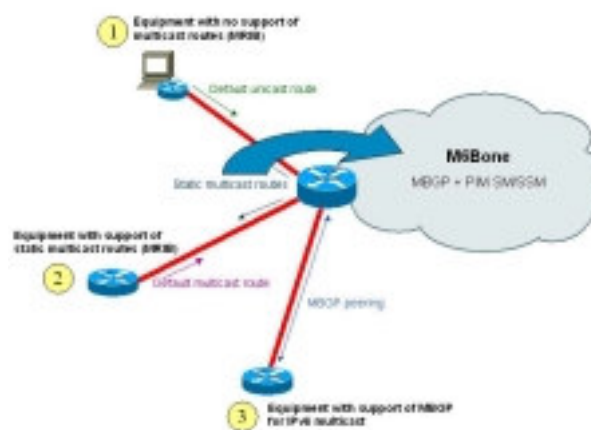 1
Equipment with no support of
multicast routes (MRIB)
Default unicast route
M6Bone
MBGP + PIM SM/SSM
Static multicast routes
Equipment with support of
static multicast routes (MRIB)
2
Default multicast route
MBGP peering
3
Equipment with support of MBGP
for IPv6 multicast